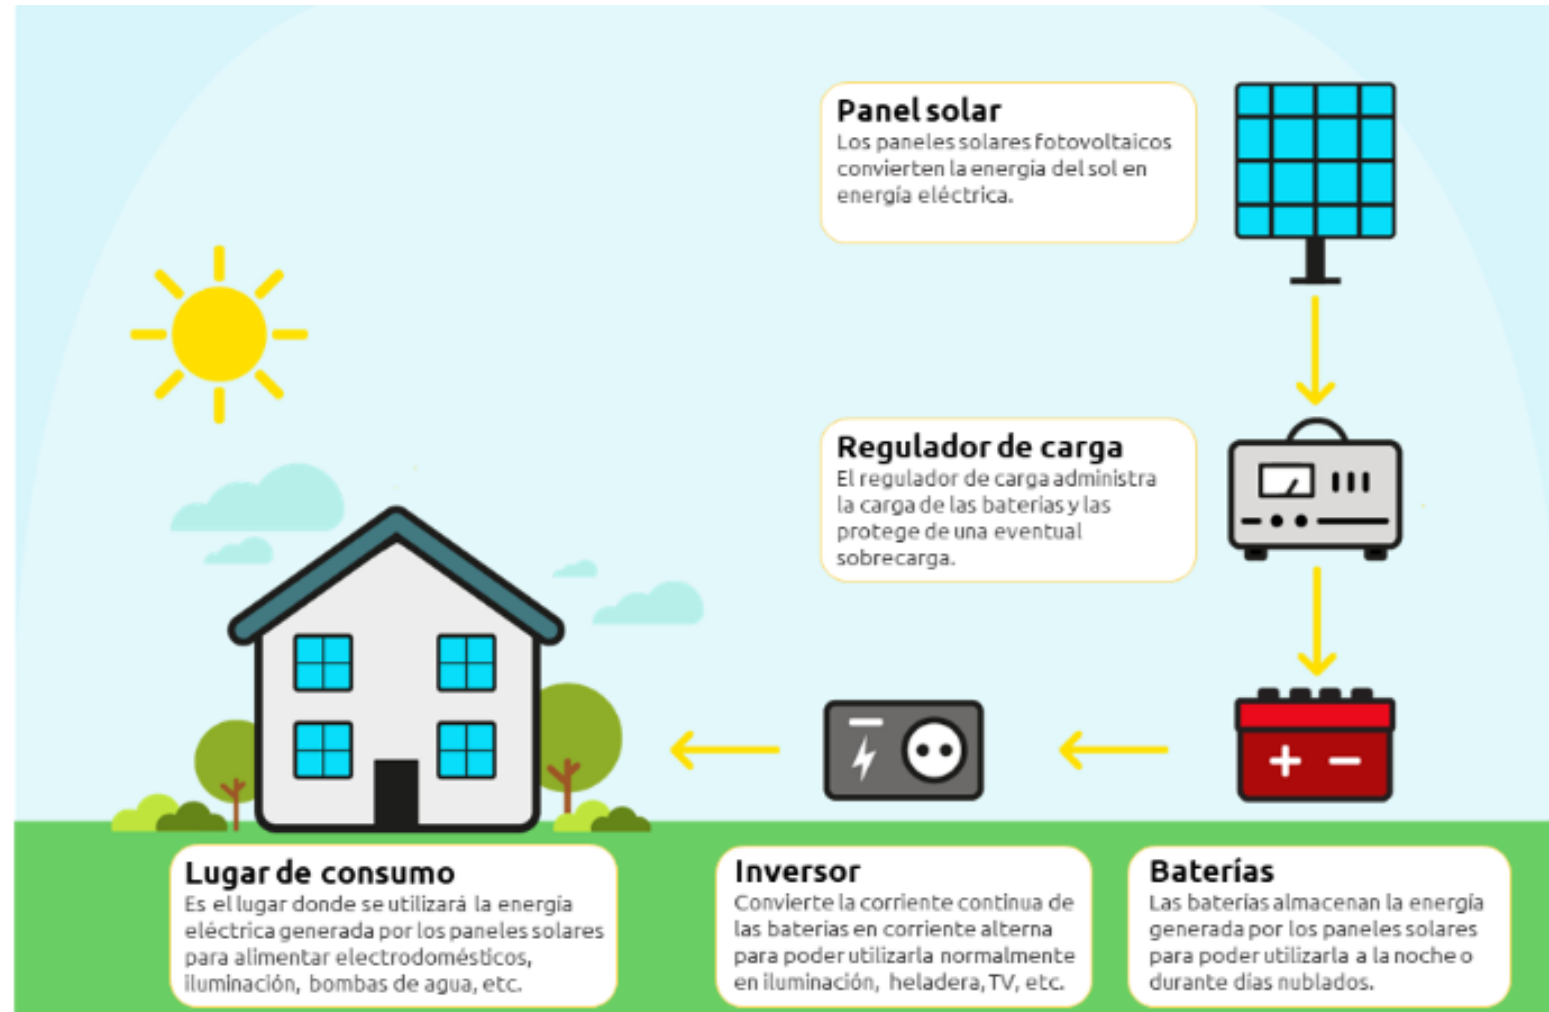 Panel solar
Los paneles solares fotovoltaicos
convierten la energía del sol en
energía eléctrica.
Regulador de carga
El regulador de carga administra
la carga de las baterías y las
protege de una eventual
sobrecarga.
Lugar de consumo
Es el lugar donde se utilizará la energía
eléctrica generada por los paneles solares
para alimentar electrodomésticos,
iluminación, bombas de agua, etc.
Inversor
Convierte la corriente continua de
las baterías en corriente alterna
para poder utilizarla normalmente
en iluminación, heladera, TV, etc.
Baterías
Las baterías almacenan la energía
generada por los paneles solares
para poder utilizarla a la noche o
durante días nublados.